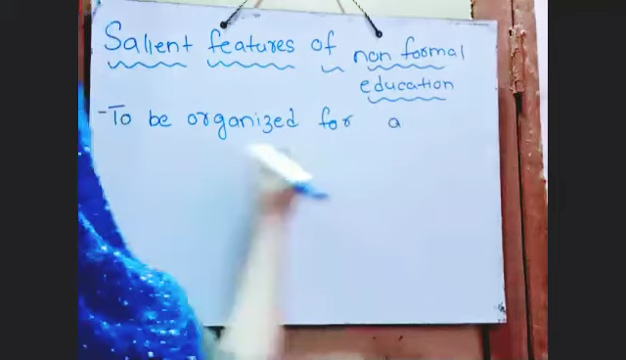 Salient features of non formal
education
-To be organized for a